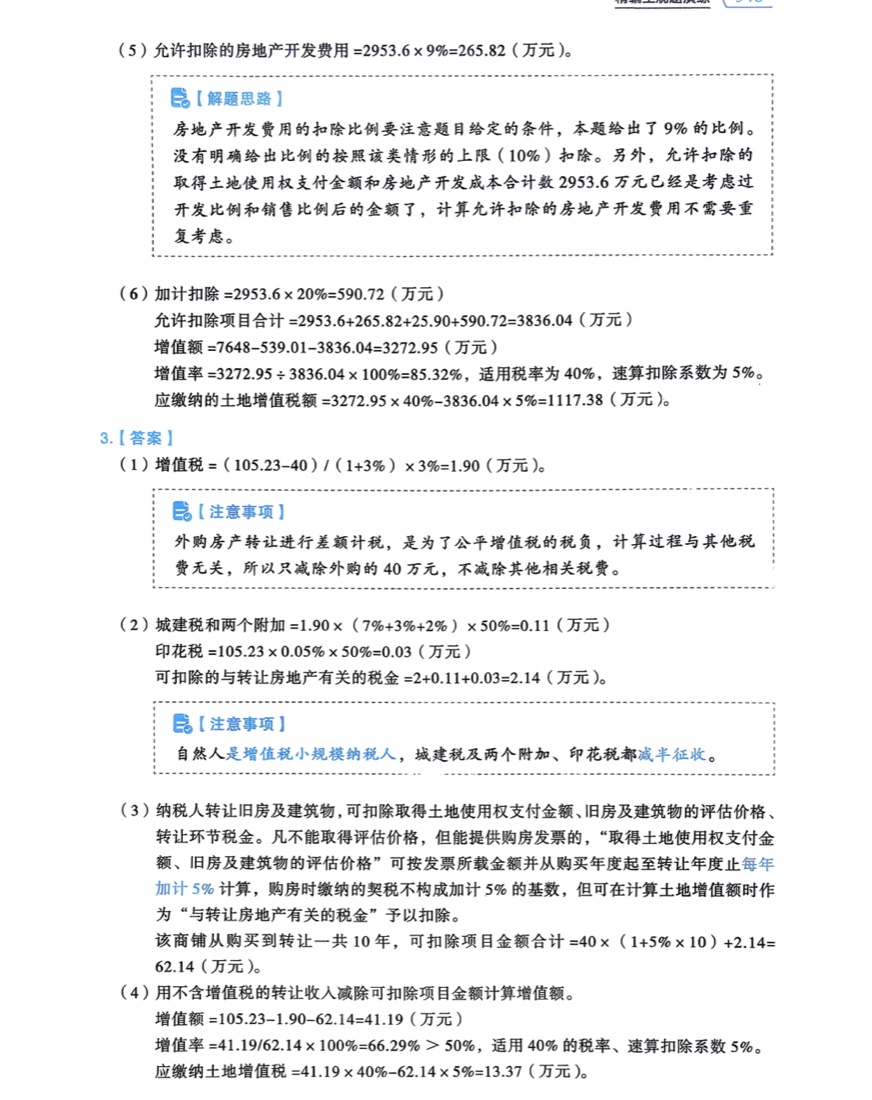 （5）允许扣除的房地产开发费用 =2953.6×9%=265.82（万元）。
【解题思路】
房地产开发费用的扣除比例要注意题目给定的条件，本题给出了 9% 的比例。
没有明确给出比例的按照该类情形的上限（10%）扣除。另外，允许扣除的
取得土地使用权支付金额和房地产开发成本合计数 2953.6 万元已经是考虑过
开发比例和销售比例后的金额了，计算允许扣除的房地产开发费用不需要重
复考虑。
（6）加计扣除 =2953.6×20%=590.72（万元）
允许扣除项目合计 =2953.6+265.82+25.90+590.72=3836.04（万元）
增值额 =7648-539.01-3836.04=3272.95（万元）
增值率 =3272.95÷3836.04×100%=85.32%，适用税率为 40%，速算扣除系数为 5%。
应缴纳的土地增值税额 =3272.95×40%-3836.04×5%=1117.38（万元）。
3.【答案】
（1）增值税 =（105.23-40）/（1+3%）×3%=1.90（万元）。
【注意事项】
外购房产转让进行差额计税，是为了公平增值税的税负，计算过程与其他税
费无关，所以只减除外购的 40 万元，不减除其他相关税费。
（2）城建税和两个附加 =1.90×（7%+3%+2%）×50%=0.11（万元）
印花税 =105.23×0.05%×50%=0.03（万元）
可扣除的与转让房地产有关的税金 =2+0.11+0.03=2.14（万元）。
【注意事项】
自然人是增值税小规模纳税人，城建税及两个附加、印花税都减半征收。
（3）纳税人转让旧房及建筑物，可扣除取得土地使用权支付金额、旧房及建筑物的评估价格、
转让环节税金。凡不能取得评估价格，但能提供购房发票的，“取得土地使用权支付金
额、旧房及建筑物的评估价格”可按发票所载金额并从购买年度起至转让年度止每年
加计 5% 计算，购房时缴纳的契税不构成加计 5% 的基数，但可在计算土地增值额时作
为“与转让房地产有关的税金”予以扣除。
该商铺从购买到转让一共 10 年，可扣除项目金额合计 =40×（1+5%×10）+2.14=
62.14（万元）。
（4）用不含增值税的转让收入减除可扣除项目金额计算增值额。
增值额 =105.23-1.90-62.14=41.19（万元）
增值率 =41.19/62.14×100%=66.29% > 50%，适用 40% 的税率、速算扣除系数 5%。
应缴纳土地增值税 =41.19×40%-62.14×5%=13.37（万元）。